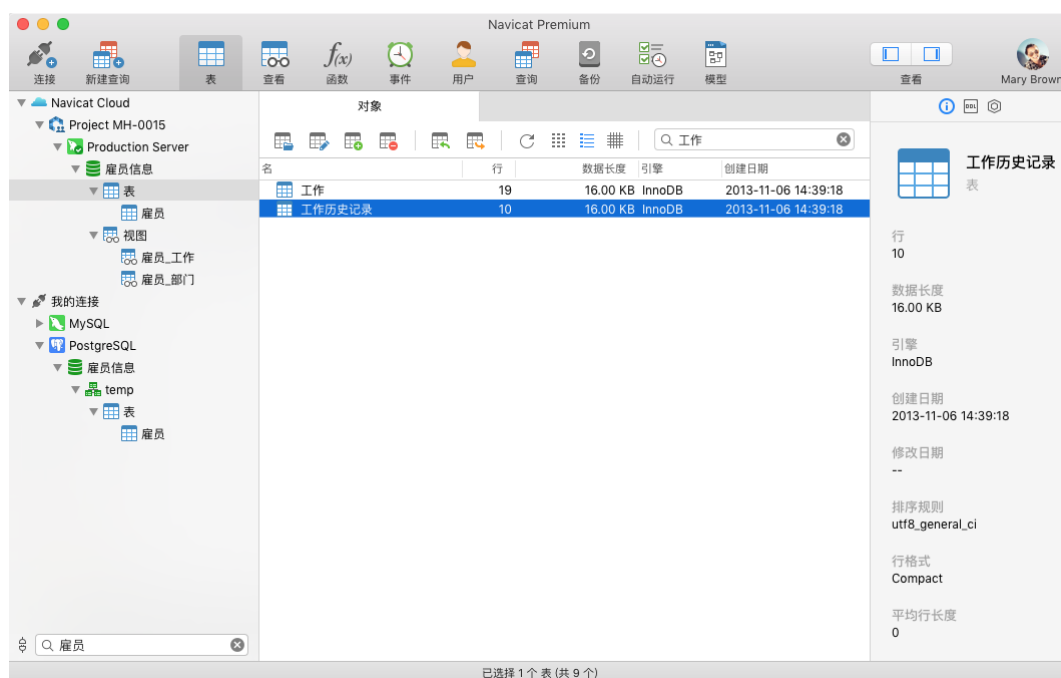 Navicat Premium
连接 新建查询 表 查看 函数 事件 用户 查询 备份 自动运行 模型 查看 Mary Brown
Navicat Cloud
Project MH-0015
Production Server
雇员信息
表
雇员
视图
雇员_工作
雇员_部门
我的连接
MySQL
PostgreSQL
雇员信息
temp
表
雇员
雇员
对象
工作
名 行 数据长度 引擎 创建日期
工作 19 16.00 KB InnoDB 2013-11-06 14:39:18
工作历史记录 10 16.00 KB InnoDB 2013-11-06 14:39:18
DDL
工作历史记录
表
行
10
数据长度
16.00 KB
引擎
InnoDB
创建日期
2013-11-06 14:39:18
修改日期
--
排序规则
utf8_general_ci
行格式
Compact
平均行长度
0
已选择 1 个 表 (共 9 个)